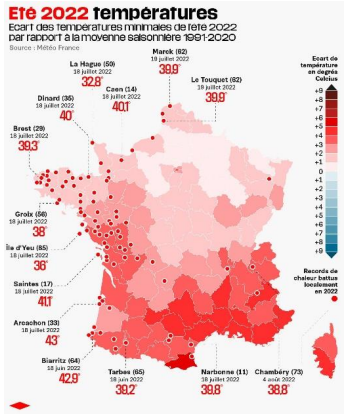 Eté 2022 températures
Ecart des températures minimales de l'été 2022
par rapport à la moyenne saisonnière 1991-2020
Source : Météo France
Marck (62)
19 juillet 2022
39,9°
La Hague (50)
18 juillet 2022
32,8°
Caen (14)
18 juillet 2022
40,1°
Le Touquet (62)
18 juillet 2022
39,9°
Dinard (35)
18 juillet 2022
40°
Brest (29)
18 juillet 2022
39,3°
Groix (56)
18 juillet 2022
38°
Île d'Yeu (85)
18 juillet 2022
36°
Saintes (17)
18 juillet 2022
41,1°
Arcachon (33)
18 juillet 2022
43°
Biarritz (64)
18 juin 2022
42,9°
Tarbes (65)
18 juin 2022
39,2°
Narbonne (11)
18 juillet 2022
39,8°
Chambéry (73)
4 août 2022
38,8°
Ecart de
température
en degrés
Celcius
+9
+8
+7
+6
+5
+4
+3
+2
+1
0
+1
+2
+3
+4
+5
+6
+7
+8
+9
Records de
chaleur battus
localement
en 2022